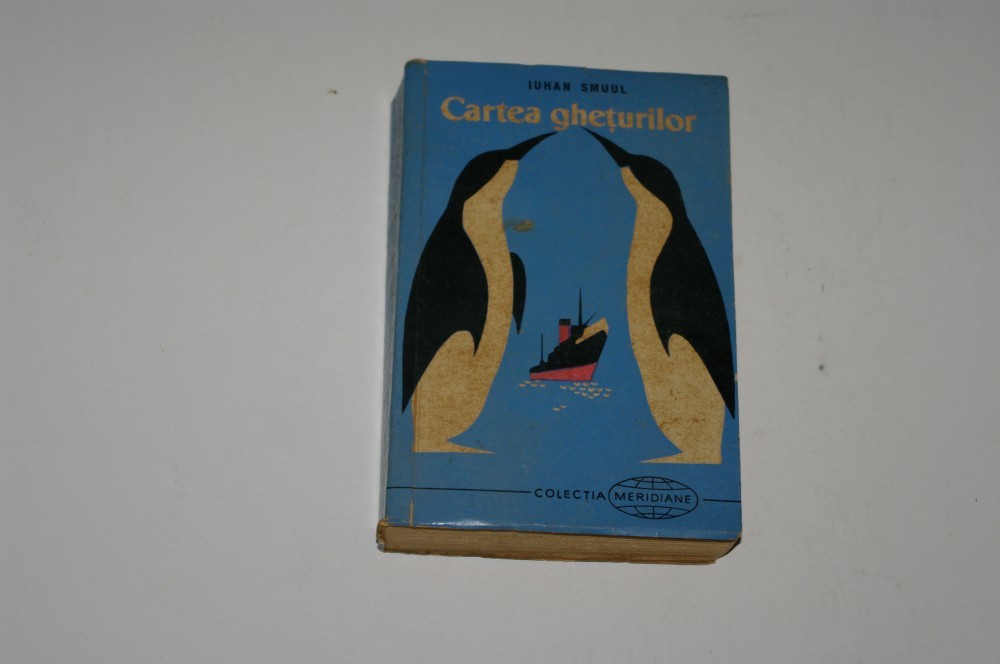 IUHAN SMUUL
Cartea ghețurilor
COLECTIA MERIDIANE